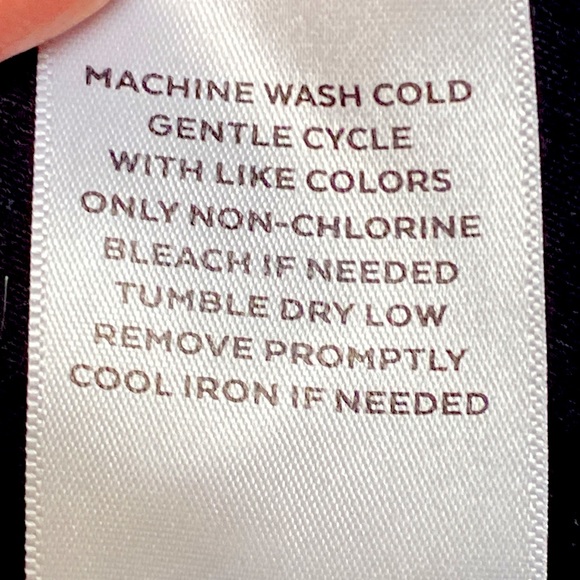 MACHINE WASH COLD
GENTLE CYCLE
WITH LIKE COLORS
ONLY NON-CHLORINE
BLEACH IF NEEDED
TUMBLE DRY LOW
REMOVE PROMPTLY
COOL IRON IF NEEDED